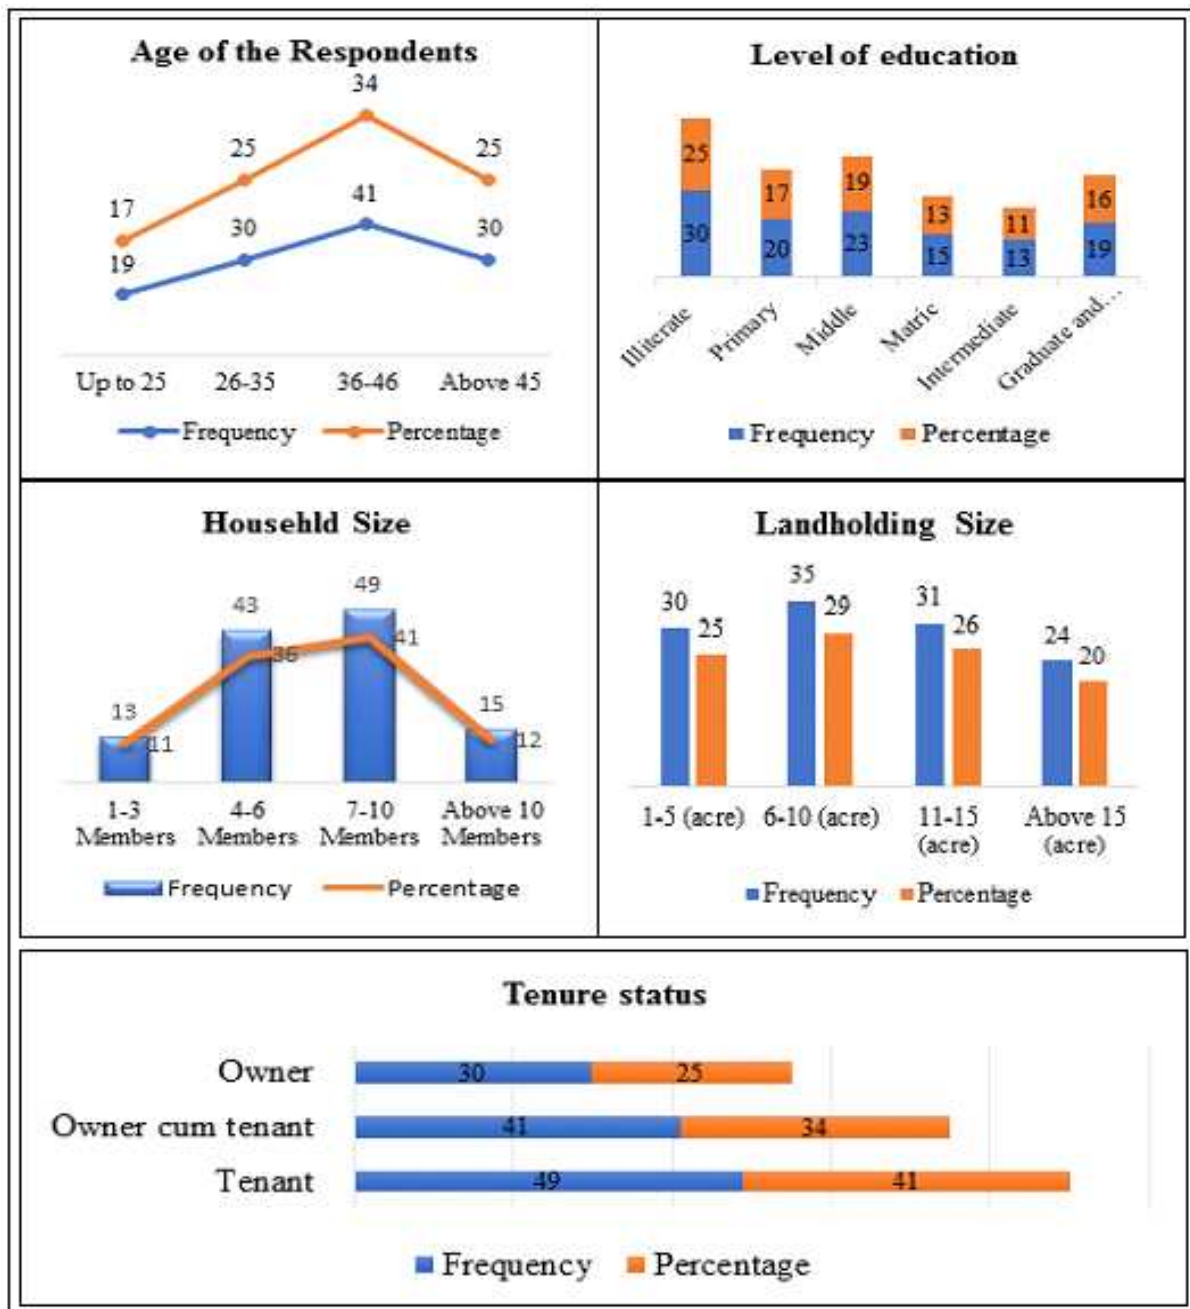 Age of the Respondents
34
25
25
17
41
30
30
19
Up to 25 26-35 36-46 Above 45
Frequency Percentage
Level of education
25
17
19
13
11
16
30
20
23
15
13
19
Illiterate
Primary
Middle
Matric
Intermediate
Graduate and...
Frequency Percentage
Househld Size
49
43
41
36
13
15
11
12
1-3 Members
4-6 Members
7-10 Members
Above 10 Members
Frequency Percentage
Landholding Size
30
25
35
29
31
26
24
20
1-5 (acre)
6-10 (acre)
11-15 (acre)
Above 15 (acre)
Frequency Percentage
Tenure status
Owner 30 25
Owner cum tenant 41 34
Tenant 49 41
Frequency Percentage